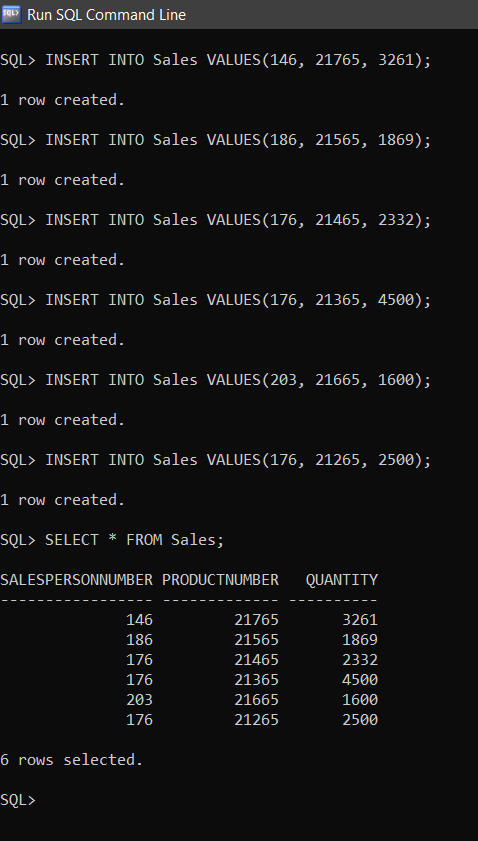 Run SQL Command Line
SQL> INSERT INTO Sales VALUES(146, 21765, 3261);
1 row created.
SQL> INSERT INTO Sales VALUES(186, 21565, 1869);
1 row created.
SQL> INSERT INTO Sales VALUES(176, 21465, 2332);
1 row created.
SQL> INSERT INTO Sales VALUES(176, 21365, 4500);
1 row created.
SQL> INSERT INTO Sales VALUES(203, 21665, 1600);
1 row created.
SQL> INSERT INTO Sales VALUES(176, 21265, 2500);
1 row created.
SQL> SELECT * FROM Sales;
SALESPERSONNUMBER PRODUCTNUMBER   QUANTITY
----------------- ------------- ----------
              146         21765       3261
              186         21565       1869
              176         21465       2332
              176         21365       4500
              203         21665       1600
              176         21265       2500
6 rows selected.
SQL>